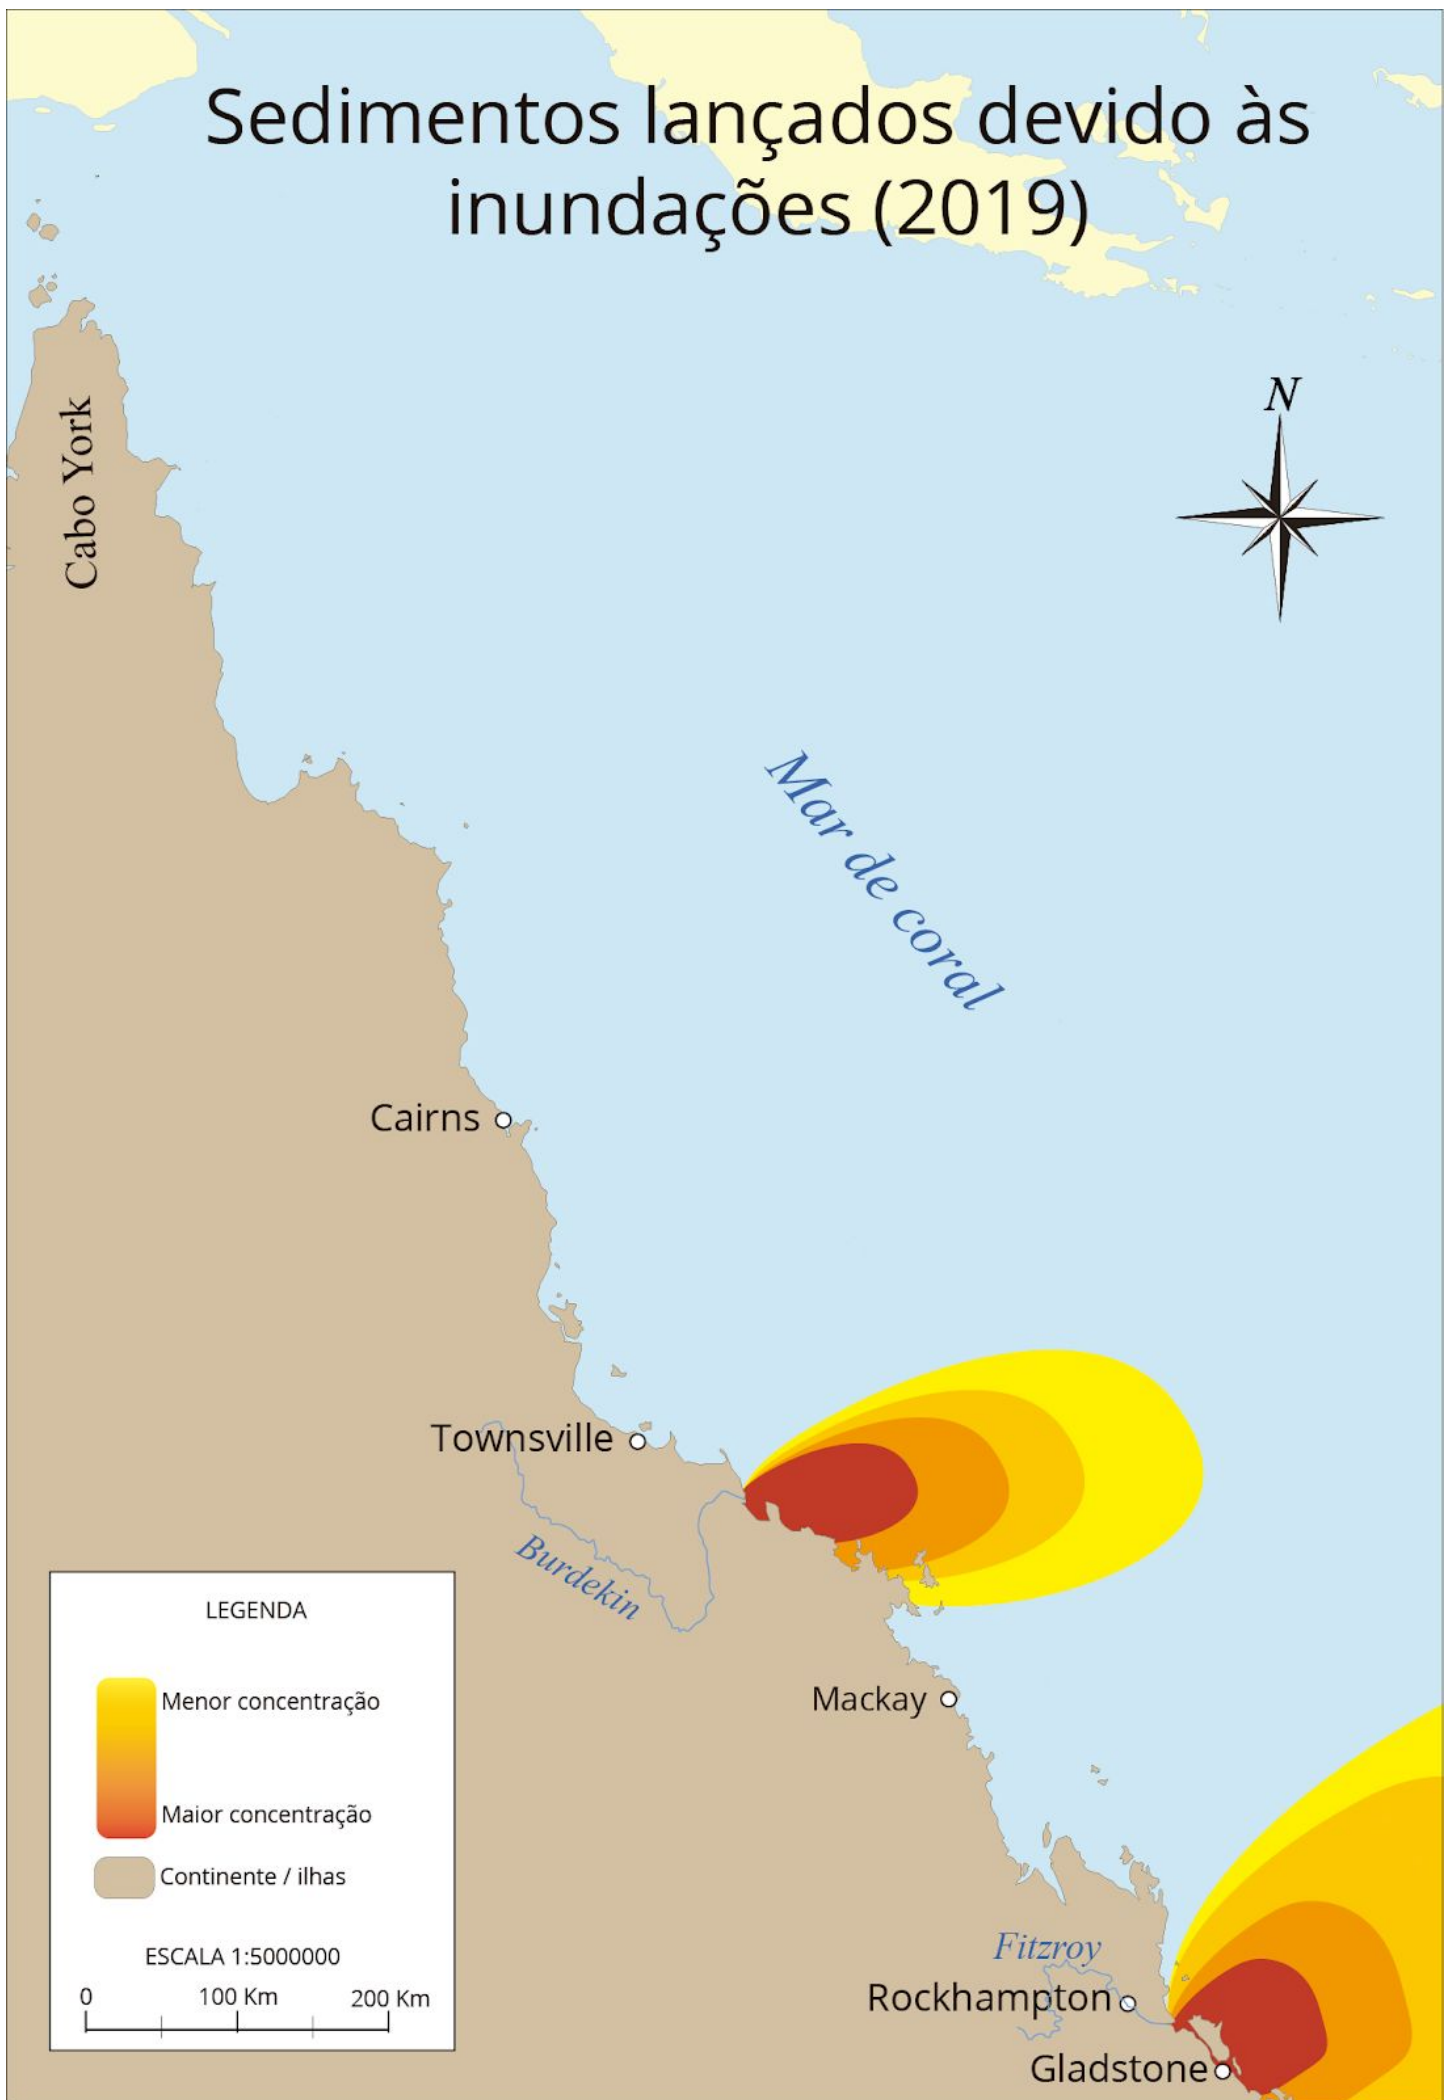 Sedimentos lançados devido às
inundações (2019)
N
Cabo York
Mar de coral
Cairns
Townsville
Burdekin
Mackay
Fitzroy
Rockhampton
Gladstone
LEGENDA
Menor concentração
Maior concentração
Continente / ilhas
ESCALA 1:5000000
0 100 Km 200 Km